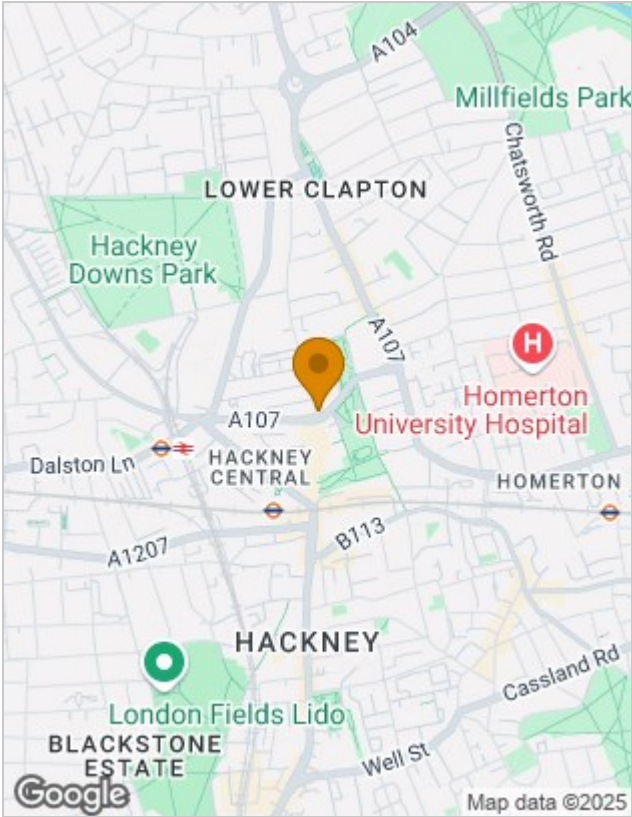 A104
Millfields Park
Chatsworth Rd
LOWER CLAPTON
Hackney
Downs Park
A107
H
Homerton
University Hospital
A107
Dalston Ln
HACKNEY
CENTRAL
HOMERTON
B113
A1207
HACKNEY
Cassland Rd
London Fields Lido
BLACKSTONE
ESTATE
Well St
Google
Map data ©2025